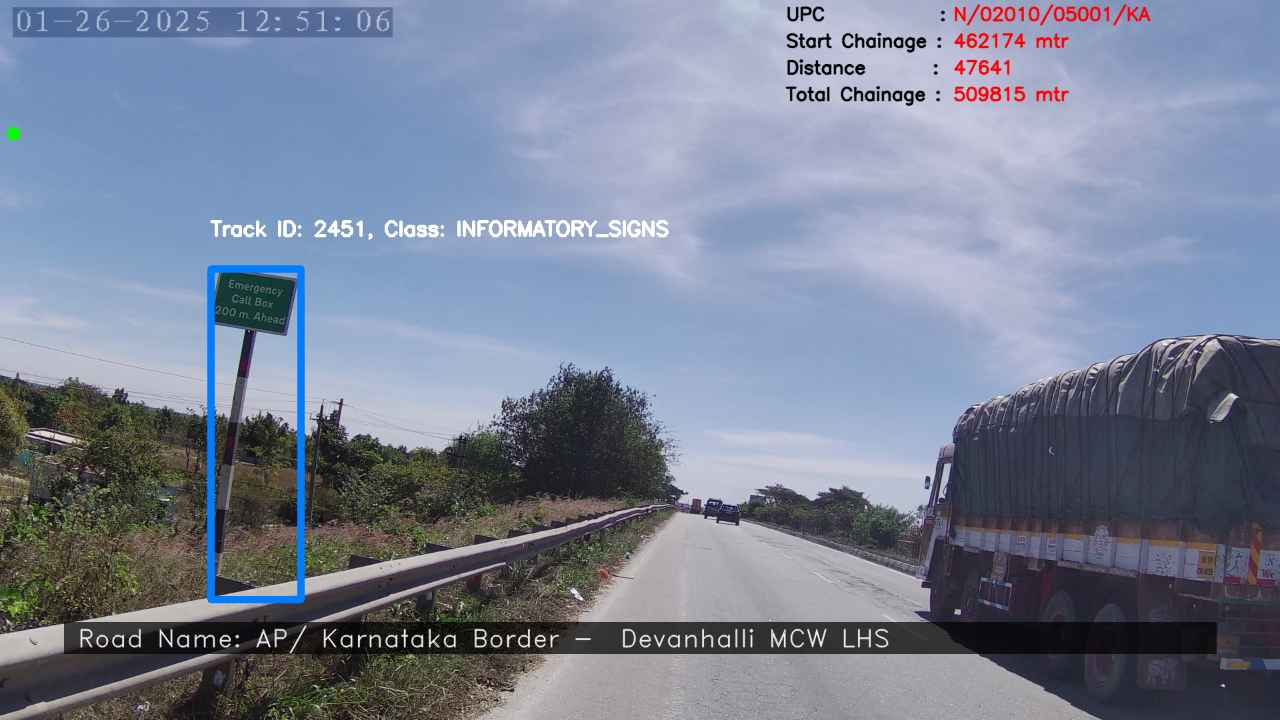 01-26-2025 12:51:06
UPC : N/02010/05001/KA
Start Chainage : 462174 mtr
Distance : 47641
Total Chainage : 509815 mtr
Track ID: 2451, Class: INFORMATORY_SIGNS
Emergency
Call Box
200 m. Ahead
Road Name: AP/ Karnataka Border - Devanhalli MCW LHS